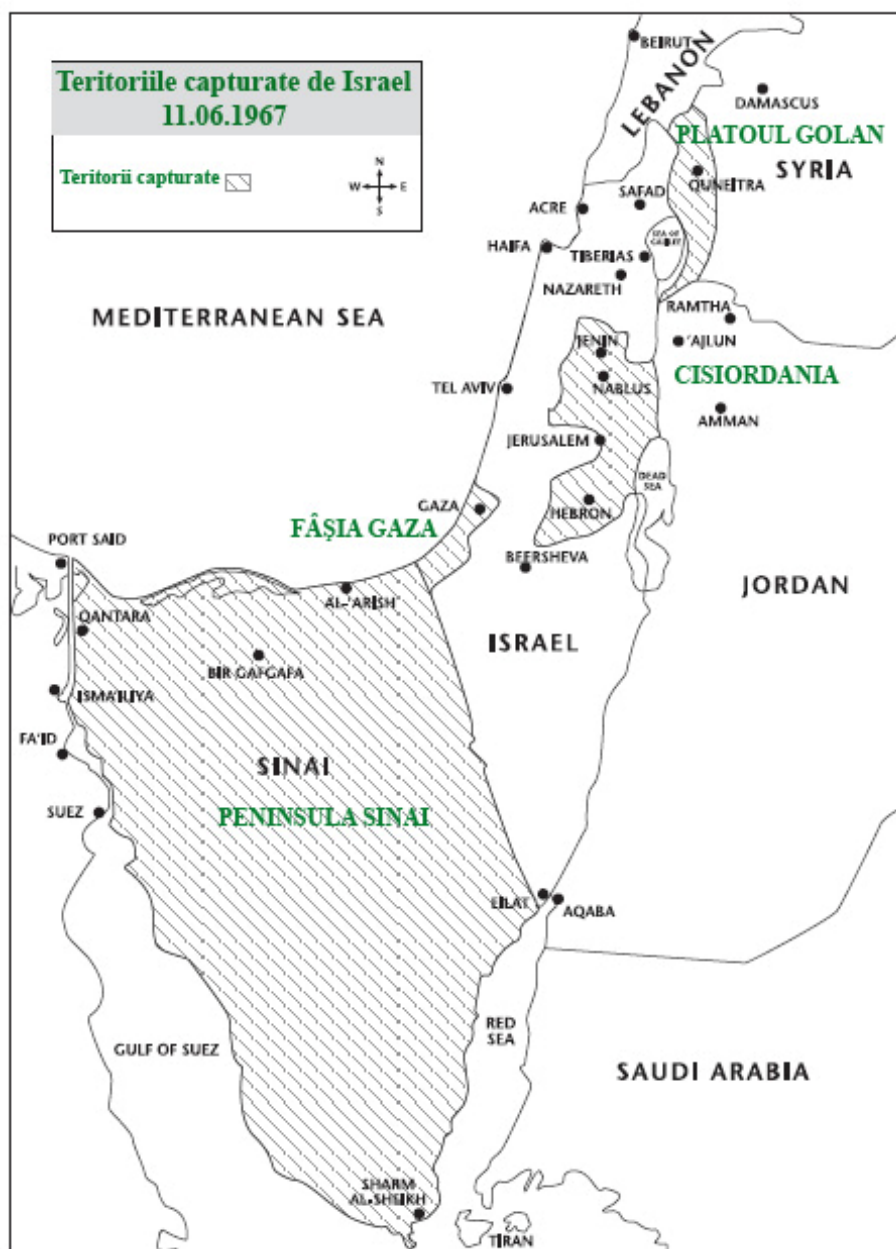 Teritoriile capturate de Israel
11.06.1967
Teritorii capturate
N
W
E
S
BEIRUT
LEBANON
DAMASCUS
PLATOUL GOLAN
SYRIA
QUNEITRA
SAFAD
ACRE
SEA OF
GALILEE
HAIFA
TIBERIAS
NAZARETH
RAMTHA
MEDITERRANEAN SEA
'AJLUN
JENIN
CISIORDANIA
NABLUS
TEL AVIV
AMMAN
JERUSALEM
DEAD
SEA
GAZA
HEBRON
FÂȘIA GAZA
PORT SAID
BEERSHEVA
JORDAN
AL-'ARISH
QANTARA
ISRAEL
BIR GAFGAFA
ISMA'ILIYA
FA'ID
SINAI
SUEZ
PENINSULA SINAI
EILAT
AQABA
RED
SEA
GULF OF SUEZ
SAUDI ARABIA
SHARM
AL-SHEIKH
TIRAN